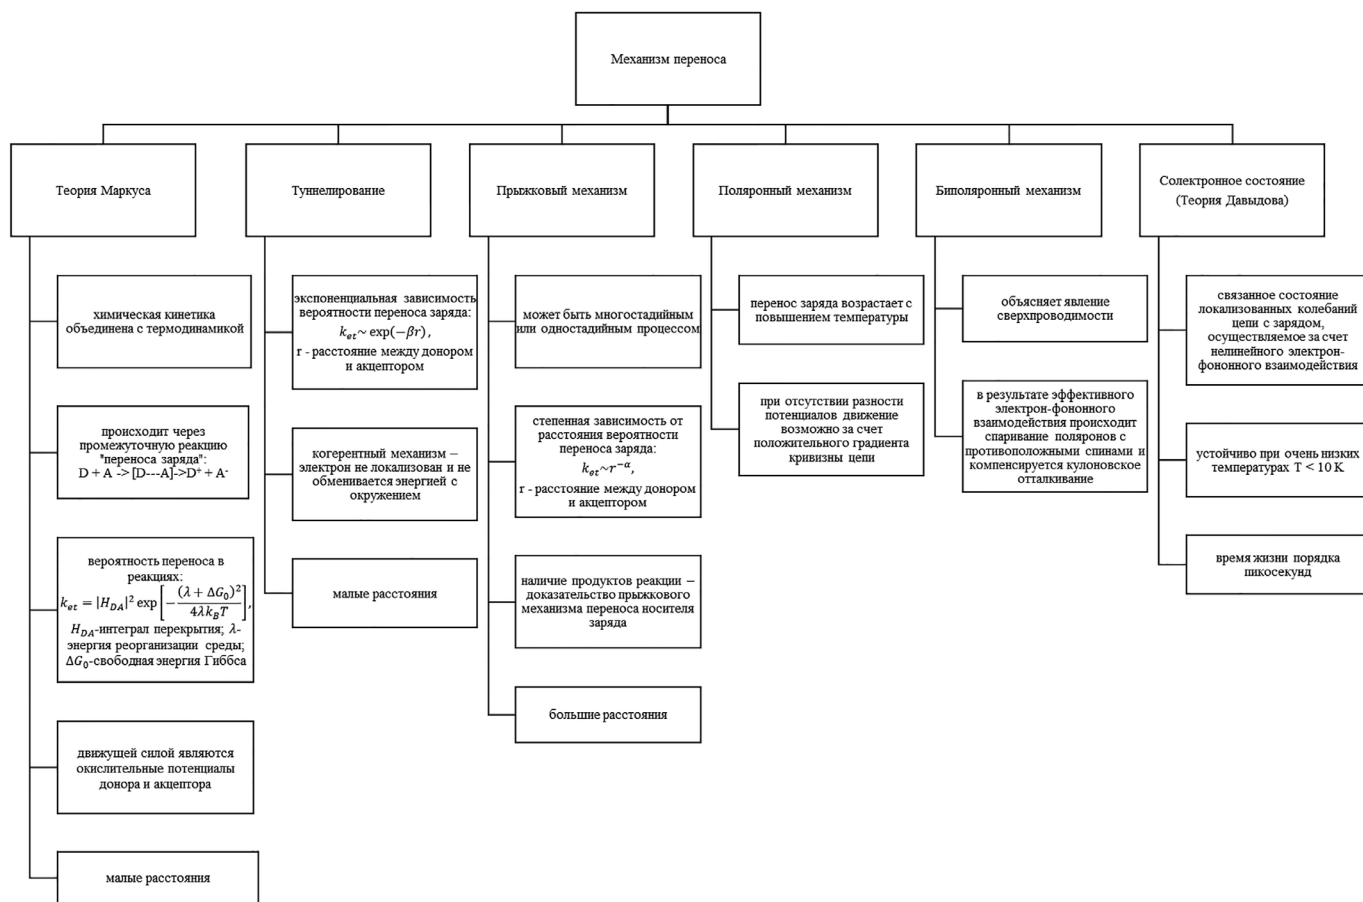 Механизм переноса
Теория Маркуса
химическая кинетика
объединена с термодинамикой
происходит через
промежуточную реакцию
"переноса заряда":
D + A -> [D---A]->D⁺ + A⁻
вероятность переноса в
реакциях:
k_et = |H_DA|² exp[−(λ + ΔG₀)²/(4λk_BT)],
H_DA-интеграл перекрытия; λ-
энергия реорганизации среды;
ΔG₀-свободная энергия Гиббса
движущей силой являются
окислительные потенциалы
донора и акцептора
малые расстояния
Туннелирование
экспоненциальная зависимость
вероятности переноса заряда:
k_et~ exp(−βr),
r - расстояние между донором
и акцептором
когерентный механизм –
электрон не локализован и не
обменивается энергией с
окружением
малые расстояния
Прыжковый механизм
может быть многостадийным
или одностадийным процессом
степенная зависимость от
расстояния вероятности
переноса заряда:
k_et~r^−α,
r - расстояние между донором
и акцептором
наличие продуктов реакции –
доказательство прыжкового
механизма переноса носителя
заряда
большие расстояния
Поляронный механизм
перенос заряда возрастает с
повышением температуры
при отсутствии разности
потенциалов движение
возможно за счет
положительного градиента
кривизны цепи
Биполяронный механизм
объясняет явление
сверхпроводимости
в результате эффективного
электрон-фононного
взаимодействия происходит
спаривание поляронов с
противоположными спинами и
компенсируется кулоновское
отталкивание
Солектронное состояние
(Теория Давыдова)
связанное состояние
локализованных колебаний
цепи с зарядом,
осуществляемое за счет
нелинейного электрон-
фононного взаимодействия
устойчиво при очень низких
температурах T < 10 K
время жизни порядка
пикосекунд